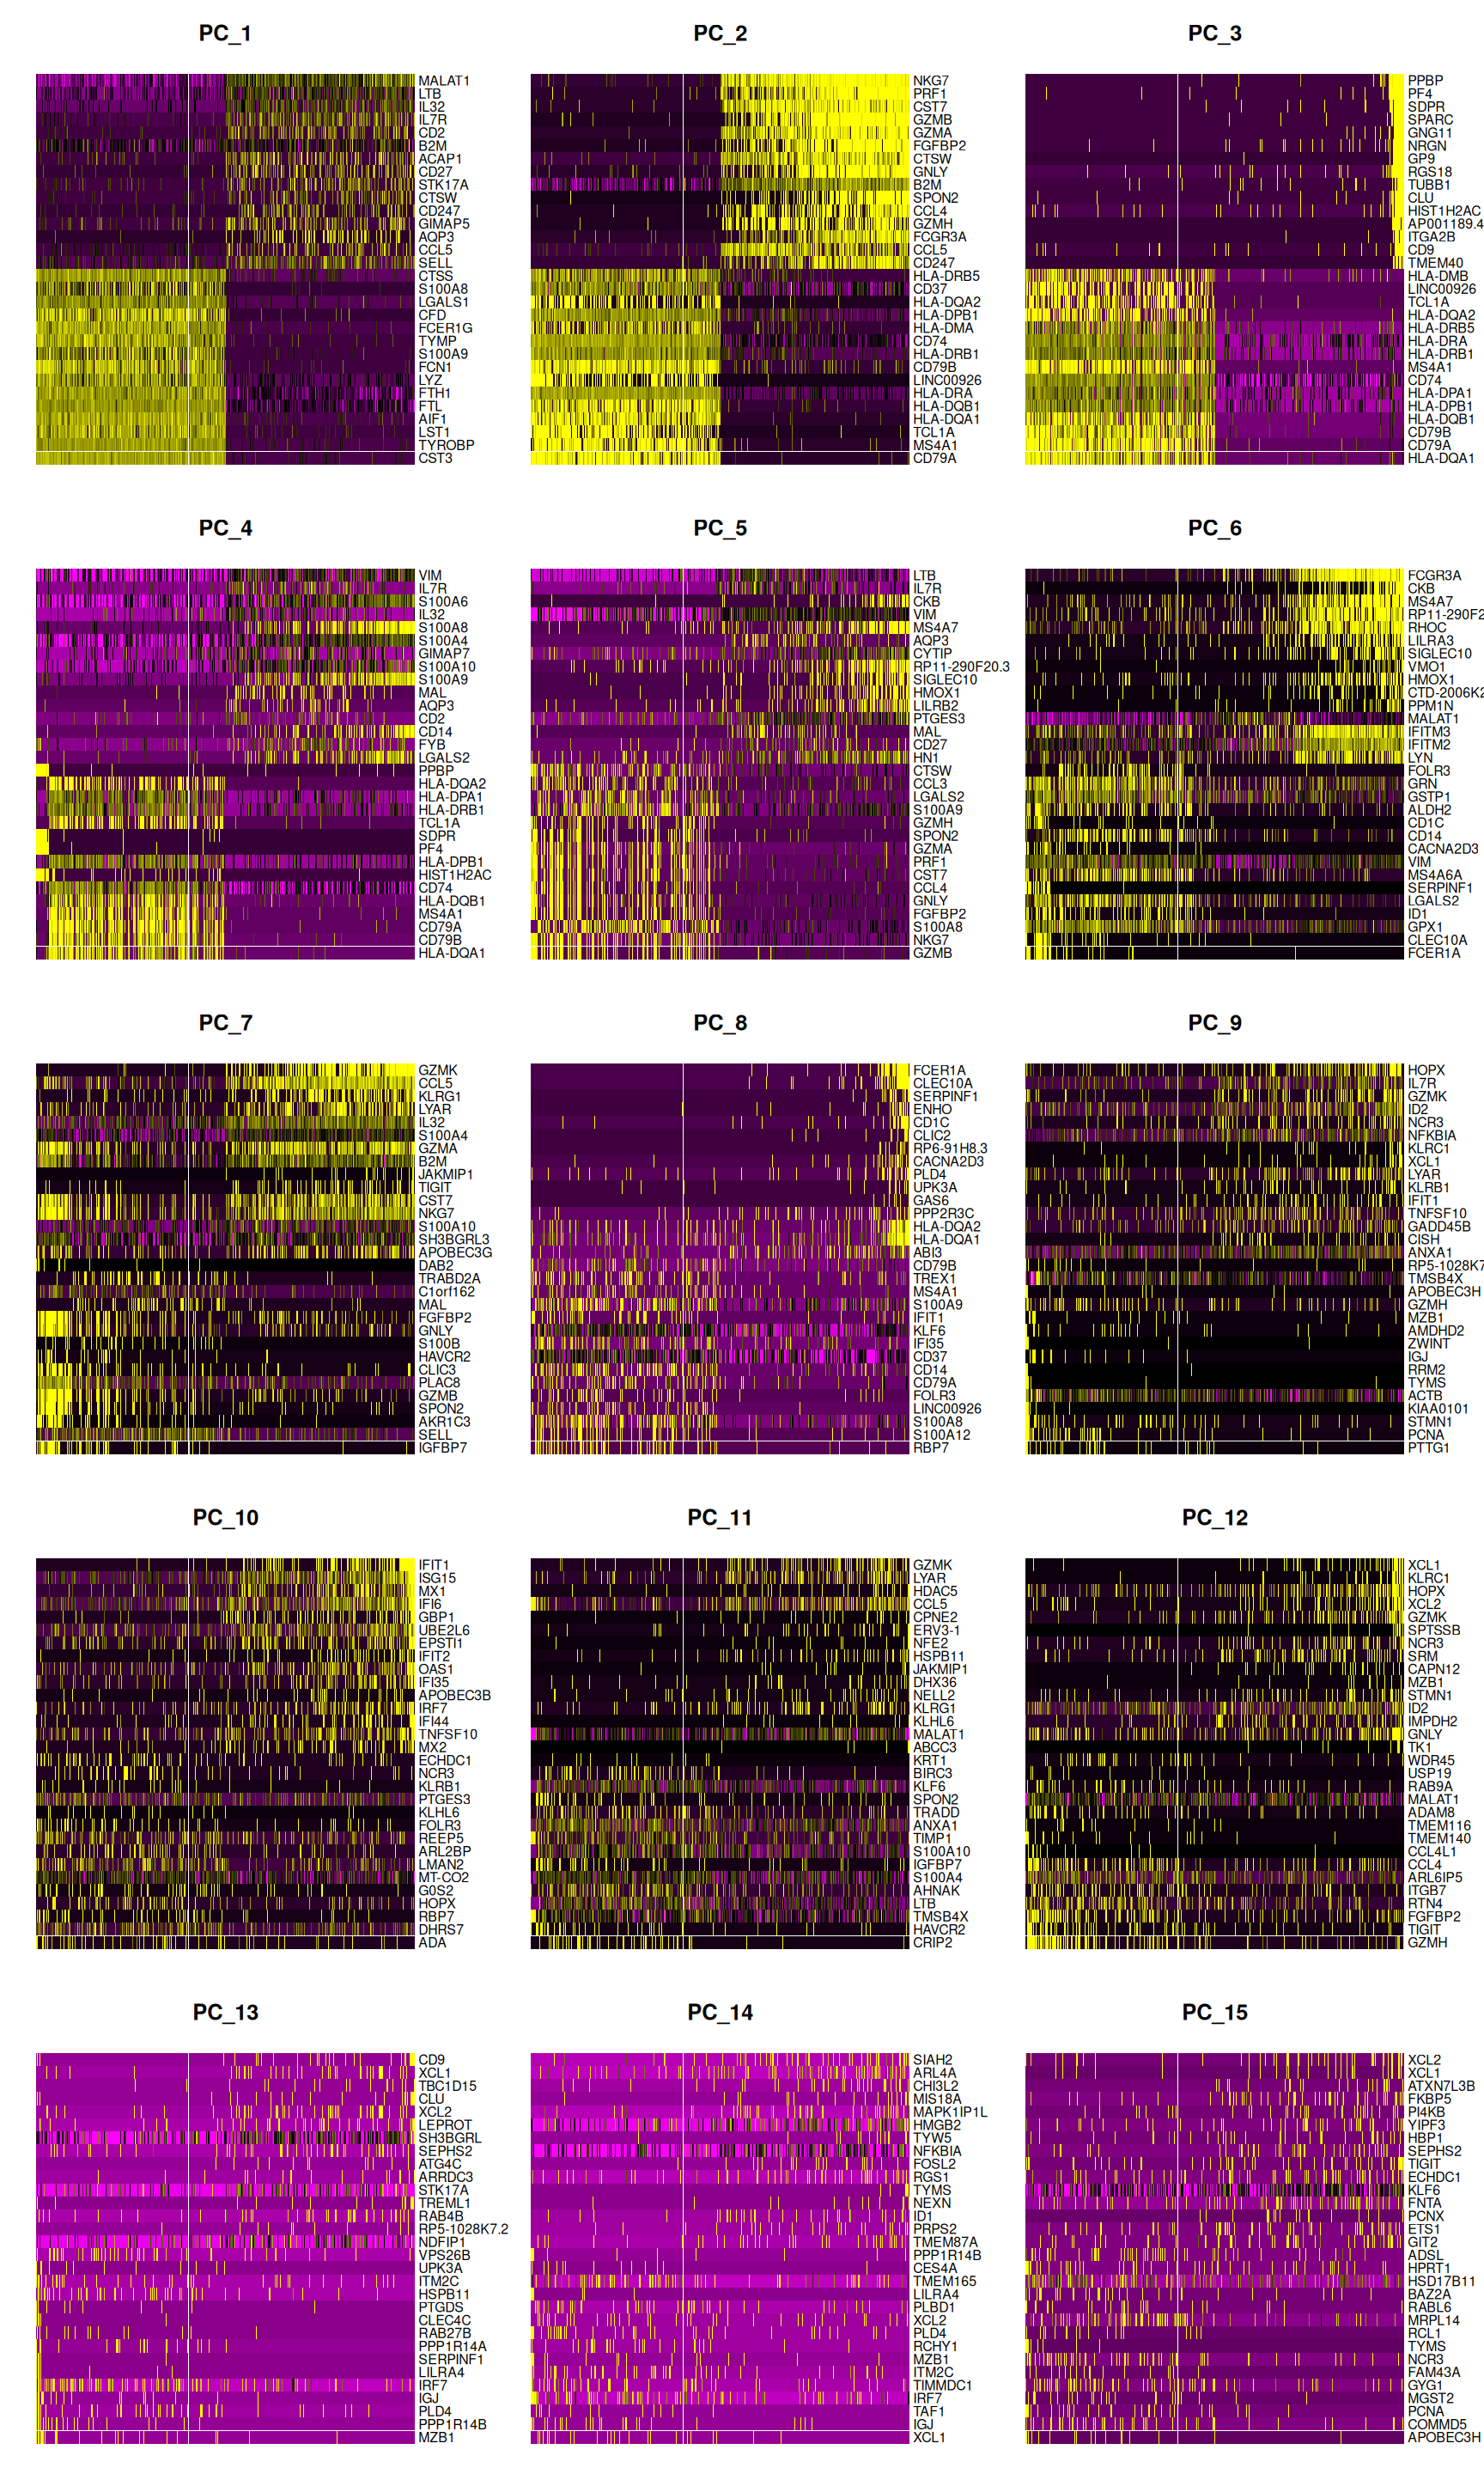 PC_1
MALAT1
LTB
IL32
IL7R
CD2
B2M
ACAP1
CD27
STK17A
CTSW
CD247
GIMAP5
AQP3
CCL5
SELL
CTSS
S100A8
LGALS1
CFD
FCER1G
TYMP
S100A9
FCN1
LYZ
FTH1
FTL
AIF1
LST1
TYROBP
CST3
PC_2
NKG7
PRF1
CST7
GZMB
GZMA
FGFBP2
CTSW
GNLY
B2M
SPON2
CCL4
GZMH
FCGR3A
CCL5
CD247
HLA-DRB5
CD37
HLA-DQA2
HLA-DPB1
HLA-DMA
CD74
HLA-DRB1
CD79B
LINC00926
HLA-DRA
HLA-DQB1
HLA-DQA1
TCL1A
MS4A1
CD79A
PC_3
PPBP
PF4
SDPR
SPARC
GNG11
NRGN
GP9
RGS18
TUBB1
CLU
HIST1H2AC
AP001189.4
ITGA2B
CD9
TMEM40
HLA-DMB
LINC00926
TCL1A
HLA-DQA2
HLA-DRB5
HLA-DRA
HLA-DRB1
MS4A1
CD74
HLA-DPA1
HLA-DPB1
HLA-DQB1
CD79B
CD79A
HLA-DQA1
PC_4
VIM
IL7R
S100A6
IL32
S100A8
S100A4
GIMAP7
S100A10
S100A9
MAL
AQP3
CD2
CD14
FYB
LGALS2
PPBP
HLA-DQA2
HLA-DPA1
HLA-DRB1
TCL1A
SDPR
PF4
HLA-DPB1
HIST1H2AC
CD74
HLA-DQB1
MS4A1
CD79A
CD79B
HLA-DQA1
PC_5
LTB
IL7R
CKB
VIM
MS4A7
AQP3
CYTIP
RP11-290F20.3
SIGLEC10
HMOX1
LILRB2
PTGES3
MAL
CD27
HN1
CTSW
CCL3
LGALS2
S100A9
GZMH
SPON2
GZMA
PRF1
CST7
CCL4
GNLY
FGFBP2
S100A8
NKG7
GZMB
PC_6
FCGR3A
CKB
MS4A7
RP11-290F2
RHOC
LILRA3
SIGLEC10
VMO1
HMOX1
CTD-2006K2
PPM1N
MALAT1
IFITM3
IFITM2
LYN
FOLR3
GRN
GSTP1
ALDH2
CD1C
CD14
CACNA2D3
VIM
MS4A6A
SERPINF1
LGALS2
ID1
GPX1
CLEC10A
FCER1A
PC_7
GZMK
CCL5
KLRG1
LYAR
IL32
S100A4
GZMA
B2M
JAKMIP1
TIGIT
CST7
NKG7
S100A10
SH3BGRL3
APOBEC3G
DAB2
TRABD2A
C1orf162
MAL
FGFBP2
GNLY
S100B
HAVCR2
CLIC3
PLAC8
GZMB
SPON2
AKR1C3
SELL
IGFBP7
PC_8
FCER1A
CLEC10A
SERPINF1
ENHO
CD1C
CLIC2
RP6-91H8.3
CACNA2D3
PLD4
UPK3A
GAS6
PPP2R3C
HLA-DQA2
HLA-DQA1
ABI3
CD79B
TREX1
MS4A1
S100A9
IFIT1
KLF6
IFI35
CD37
CD14
CD79A
FOLR3
LINC00926
S100A8
S100A12
RBP7
PC_9
HOPX
IL7R
GZMK
ID2
NCR3
NFKBIA
KLRC1
XCL1
LYAR
KLRB1
IFIT1
TNFSF10
GADD45B
CISH
ANXA1
RP5-1028K7
TMSB4X
APOBEC3H
GZMH
MZB1
AMDHD2
ZWINT
IGJ
RRM2
TYMS
ACTB
KIAA0101
STMN1
PCNA
PTTG1
PC_10
IFIT1
ISG15
MX1
IFI6
GBP1
UBE2L6
EPSTI1
IFIT2
OAS1
IFI35
APOBEC3B
IRF7
IFI44
TNFSF10
MX2
ECHDC1
NCR3
KLRB1
PTGES3
KLHL6
FOLR3
REEP5
ARL2BP
LMAN2
MT-CO2
G0S2
HOPX
RBP7
DHRS7
ADA
PC_11
GZMK
LYAR
HDAC5
CCL5
CPNE2
ERV3-1
NFE2
HSPB11
JAKMIP1
DHX36
NELL2
KLRG1
KLHL6
MALAT1
ABCC3
KRT1
BIRC3
KLF6
SPON2
TRADD
ANXA1
TIMP1
S100A10
IGFBP7
S100A4
AHNAK
LTB
TMSB4X
HAVCR2
CRIP2
PC_12
XCL1
KLRC1
HOPX
XCL2
GZMK
SPTSSB
NCR3
SRM
CAPN12
MZB1
STMN1
ID2
IMPDH2
GNLY
TK1
WDR45
USP19
RAB9A
MALAT1
ADAM8
TMEM116
TMEM140
CCL4L1
CCL4
ARL6IP5
ITGB7
RTN4
FGFBP2
TIGIT
GZMH
PC_13
CD9
XCL1
TBC1D15
CLU
XCL2
LEPROT
SH3BGRL
SEPHS2
ATG4C
ARRDC3
STK17A
TREML1
RAB4B
RP5-1028K7.2
NDFIP1
VPS26B
UPK3A
ITM2C
HSPB11
PTGDS
CLEC4C
RAB27B
PPP1R14A
SERPINF1
LILRA4
IRF7
IGJ
PLD4
PPP1R14B
MZB1
PC_14
SIAH2
ARL4A
CHI3L2
MIS18A
MAPK1IP1L
HMGB2
TYW5
NFKBIA
FOSL2
RGS1
TYMS
NEXN
ID1
PRPS2
TMEM87A
PPP1R14B
CES4A
TMEM165
LILRA4
PLBD1
XCL2
PLD4
RCHY1
MZB1
ITM2C
TIMMDC1
IRF7
TAF1
IGJ
XCL1
PC_15
XCL2
XCL1
ATXN7L3B
FKBP5
PI4KB
YIPF3
HBP1
SEPHS2
TIGIT
ECHDC1
KLF6
FNTA
PCNX
ETS1
GIT2
ADSL
HPRT1
HSD17B11
BAZ2A
RABL6
MRPL14
RCL1
TYMS
NCR3
FAM43A
GYG1
MGST2
PCNA
COMMD5
APOBEC3H